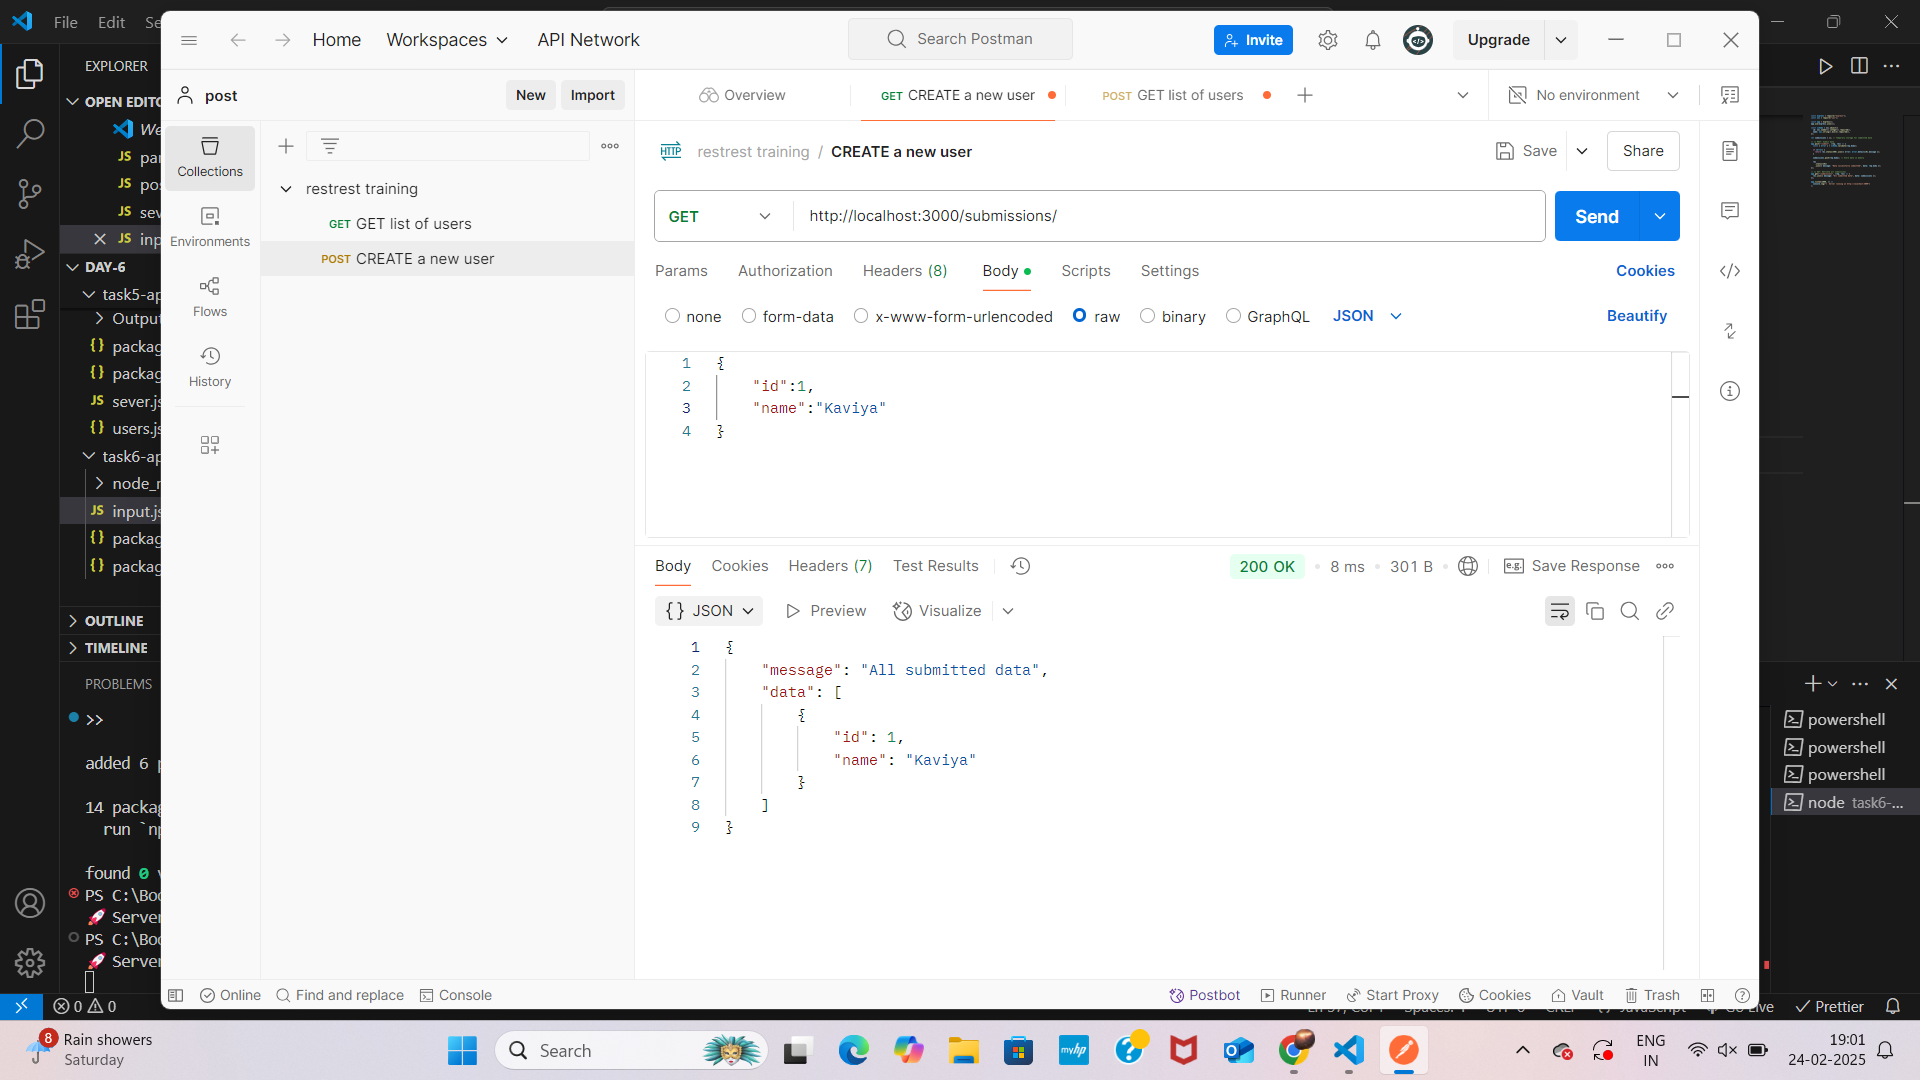 File Edit Se
Home Workspaces API Network Search Postman Invite Upgrade
EXPLORER
post New Import Overview GET CREATE a new user POST GET list of users No environment
OPEN EDITO
We
JS pa
JS po
JS sev
JS inp
DAY-6
task5-ap
Output
{} packag
{} packag
JS sever.js
{} users.js
task6-ap
node_r
JS input.js
{} packag
{} packag
OUTLINE
TIMELINE
PROBLEMS
>>
added 6 p
14 packag
run `np
found 0 v
PS C:\Boo
Server
PS C:\Boo
Server
Collections
Environments
Flows
History
restrest training
GET GET list of users
POST CREATE a new user
HTTP restrest training / CREATE a new user Save Share
GET http://localhost:3000/submissions/ Send
Params Authorization Headers (8) Body Scripts Settings Cookies
none form-data x-www-form-urlencoded raw binary GraphQL JSON Beautify
1 {
2 "id":1,
3 "name":"Kaviya"
4 }
Body Cookies Headers (7) Test Results 200 OK 8 ms 301 B e.g. Save Response
{} JSON Preview Visualize
1 {
2 "message": "All submitted data",
3 "data": [
4 {
5 "id": 1,
6 "name": "Kaviya"
7 }
8 ]
9 }
powershell
powershell
powershell
node task6-...
Online Find and replace Console Postbot Runner Start Proxy Cookies Vault Trash
0 0 Go Live Prettier
8 Rain showers
Saturday
Search
myhp
ENG
IN
19:01
24-02-2025